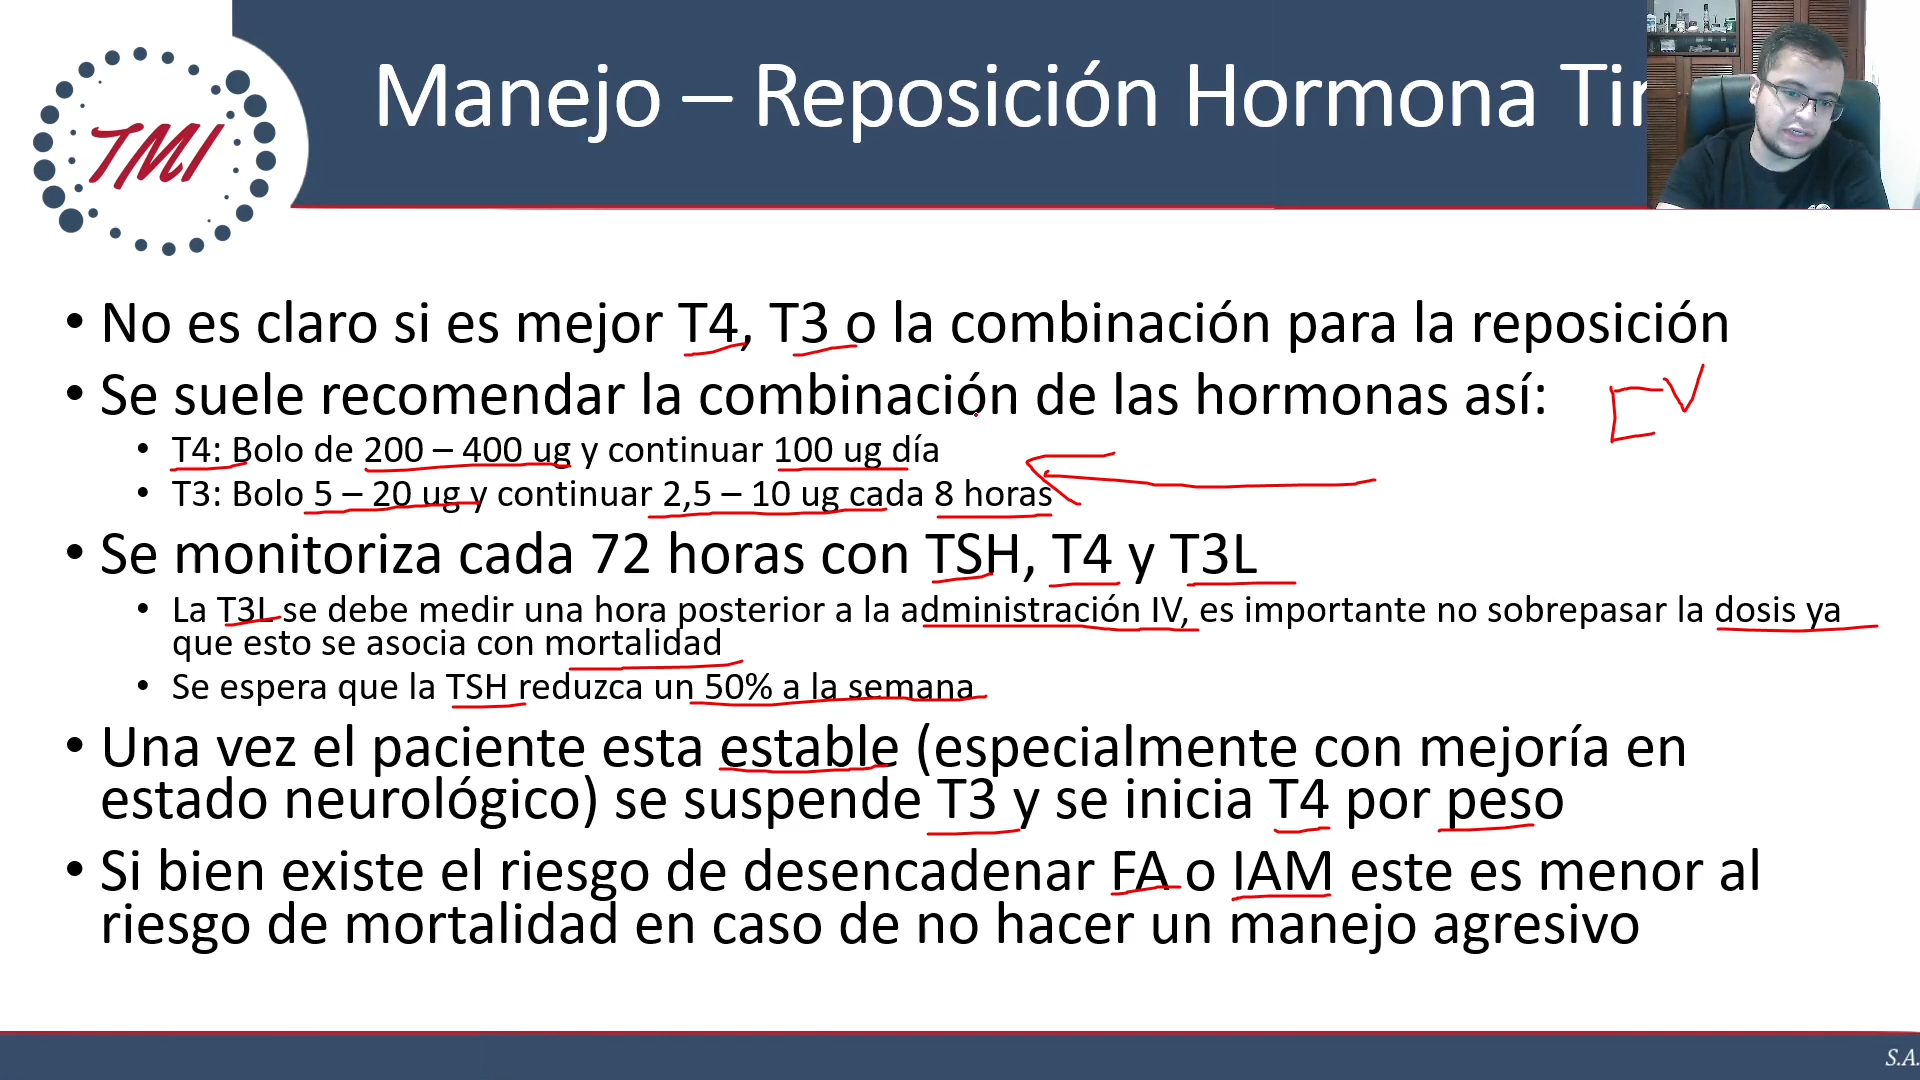 TMI
Manejo – Reposición Hormona Tir
• No es claro si es mejor T4, T3 o la combinación para la reposición
• Se suele recomendar la combinación de las hormonas así:
EV
• T4: Bolo de 200 – 400 ug y continuar 100 ug día
• T3: Bolo 5 – 20 ug y continuar 2,5 – 10 ug cada 8 horas
• Se monitoriza cada 72 horas con TSH, T4 y T3L
• La T3L se debe medir una hora posterior a la administración IV, es importante no sobrepasar la dosis ya
que esto se asocia con mortalidad
• Se espera que la TSH reduzca un 50% a la semana
• Una vez el paciente esta estable (especialmente con mejoría en
estado neurológico) se suspende T3 y se inicia T4 por peso
• Si bien existe el riesgo de desencadenar FA o IAM este es menor al
riesgo de mortalidad en caso de no hacer un manejo agresivo
S.A.